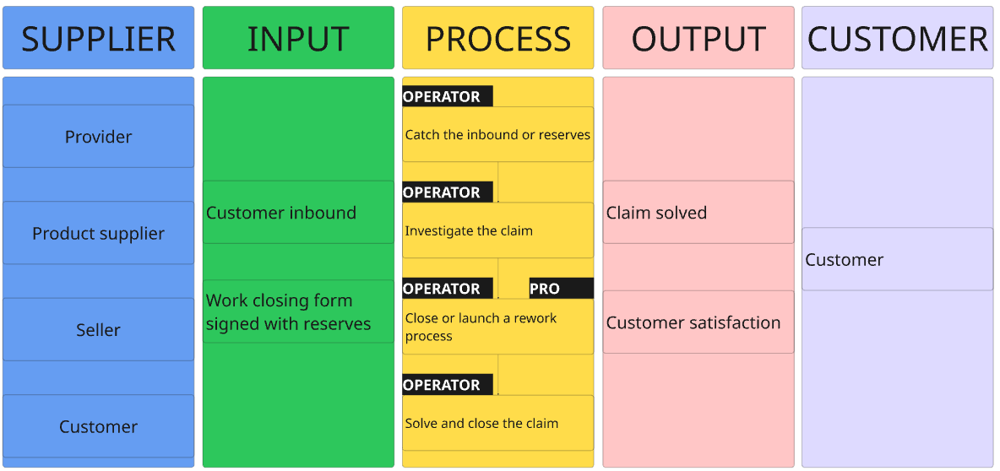 SUPPLIER
INPUT
PROCESS
OUTPUT
CUSTOMER
Provider
Product supplier
Seller
Customer
Customer inbound
Work closing form
signed with reserves
OPERATOR
Catch the inbound or reserves
OPERATOR
Investigate the claim
OPERATOR
PRO
Close or launch a rework
process
OPERATOR
Solve and close the claim
Claim solved
Customer satisfaction
Customer